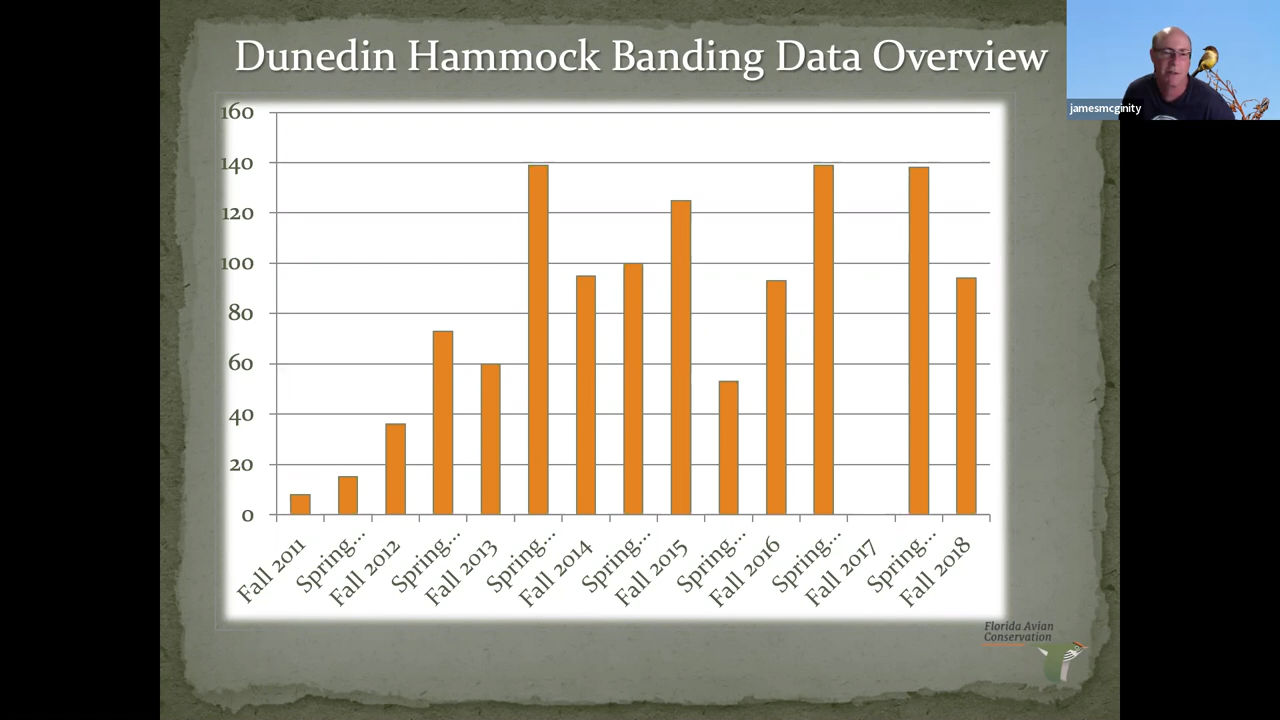 Dunedin Hammock Banding Data Overview
jamesmcginity
160
140
120
100
80
60
40
20
0
Fall 2011
Spring...
Fall 2012
Spring...
Fall 2013
Spring...
Fall 2014
Spring...
Fall 2015
Spring...
Fall 2016
Spring...
Fall 2017
Spring...
Fall 2018
Florida Avian
Conservation